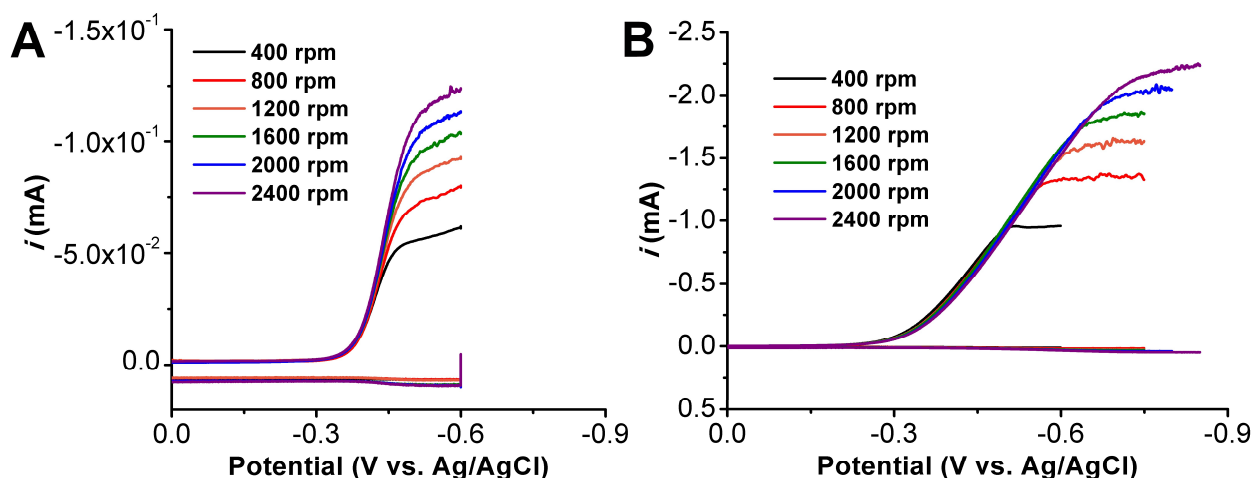 A
-1.5x10⁻¹
-1.0x10⁻¹
-5.0x10⁻²
0.0
i (mA)
400 rpm
800 rpm
1200 rpm
1600 rpm
2000 rpm
2400 rpm
0.0 -0.3 -0.6 -0.9
Potential (V vs. Ag/AgCl)
B
-2.5
-2.0
-1.5
-1.0
-0.5
0.0
0.5
i (mA)
400 rpm
800 rpm
1200 rpm
1600 rpm
2000 rpm
2400 rpm
0.0 -0.3 -0.6 -0.9
Potential (V vs. Ag/AgCl)